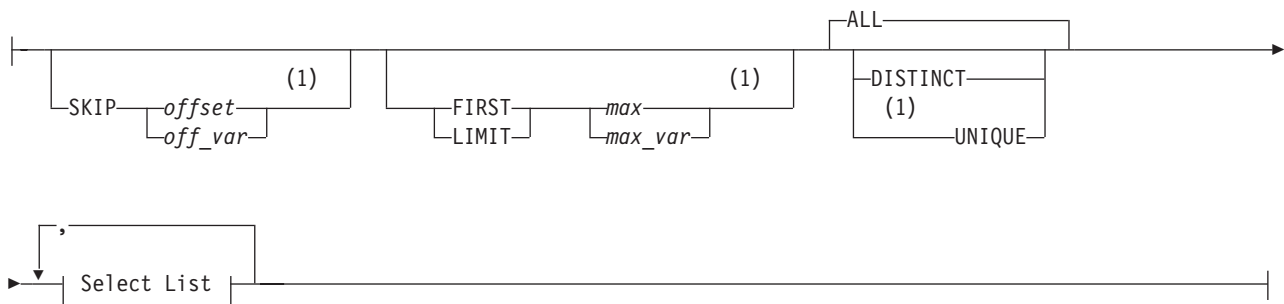 ALL
(1) (1) DISTINCT
SKIP offset FIRST max (1)
off_var LIMIT max_var UNIQUE
,
Select List